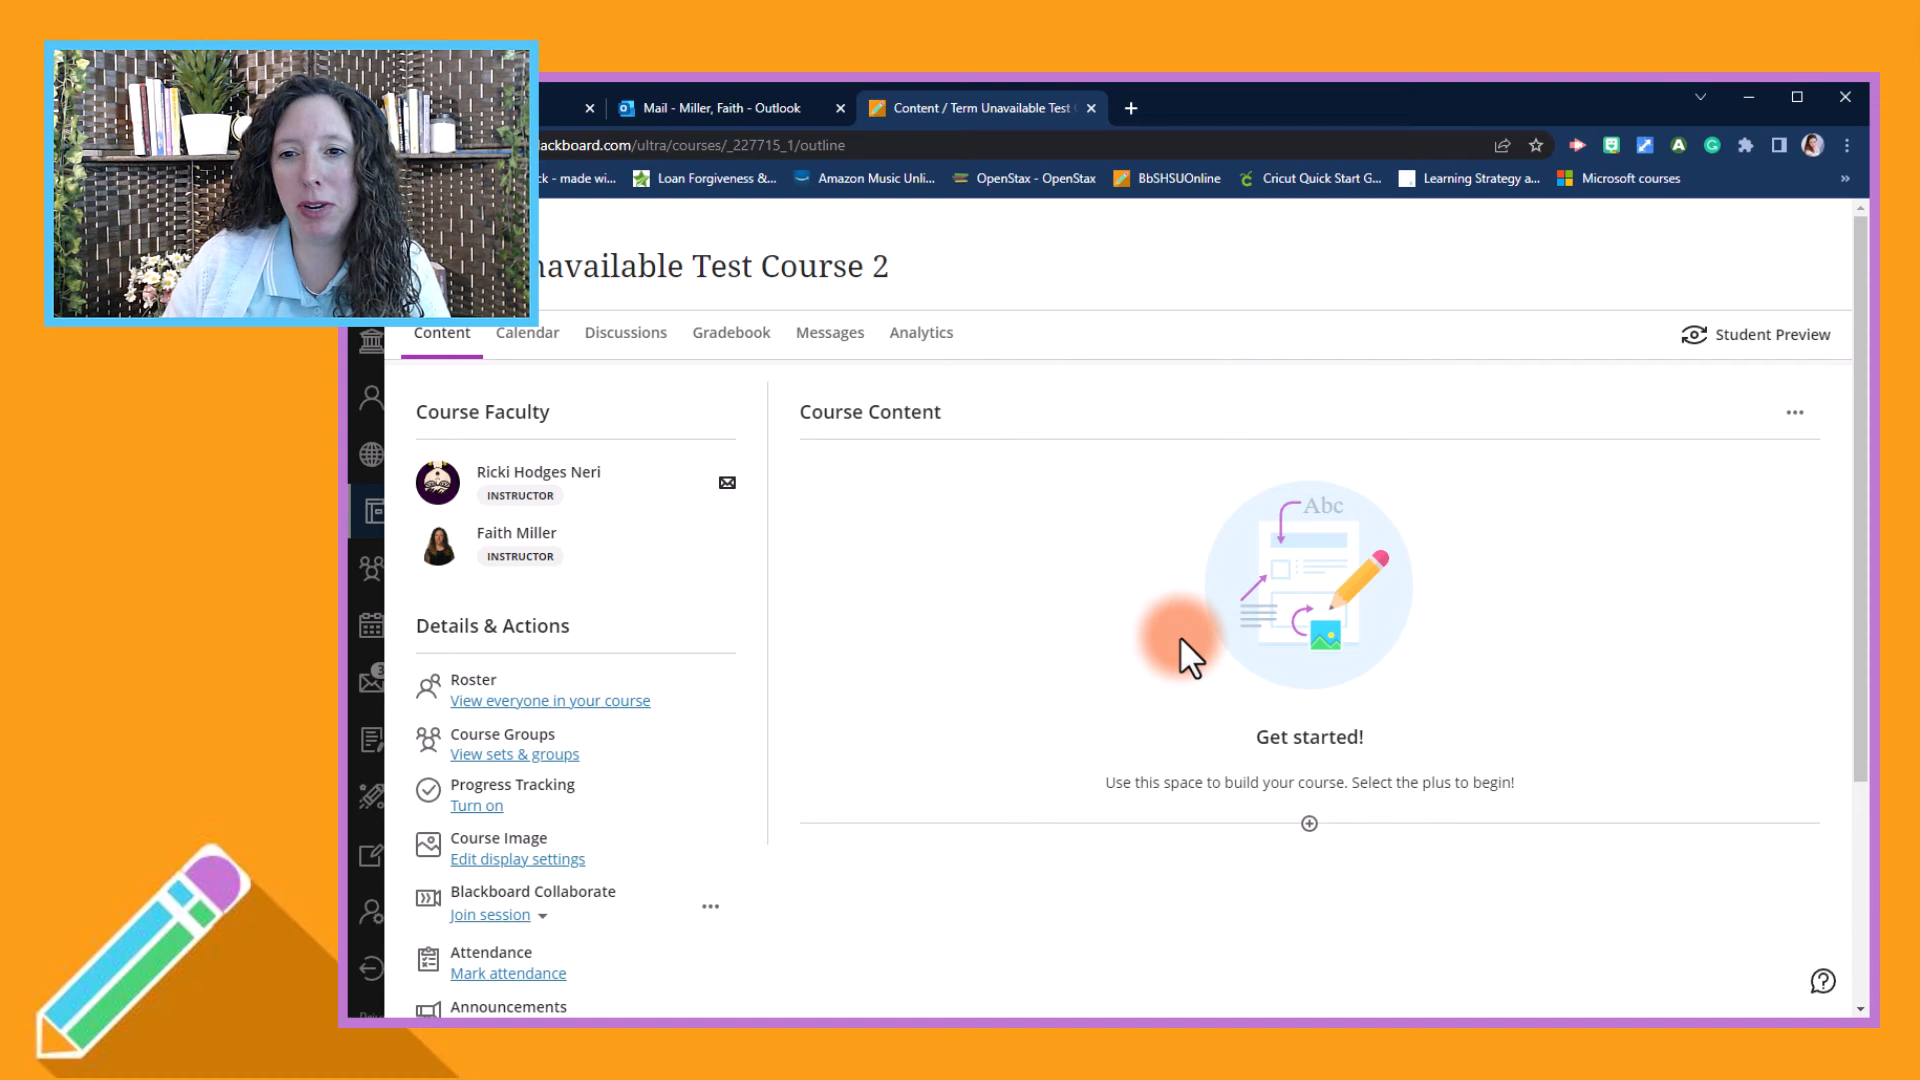 Mail - Miller, Faith - Outlook
Content / Term Unavailable Test
lackboard.com/ultra/courses/_227715_1/outline
ck - made wi...
Loan Forgiveness &...
Amazon Music Unli...
OpenStax - OpenStax
BbSHSUOnline
Cricut Quick Start G...
Learning Strategy a...
Microsoft courses
»
navailable Test Course 2
Content
Calendar
Discussions
Gradebook
Messages
Analytics
Student Preview
Course Faculty
Ricki Hodges Neri
INSTRUCTOR
Faith Miller
INSTRUCTOR
Details & Actions
Roster
View everyone in your course
Course Groups
View sets & groups
Progress Tracking
Turn on
Course Image
Edit display settings
Blackboard Collaborate
Join session
Attendance
Mark attendance
Announcements
Course Content
Abc
Get started!
Use this space to build your course. Select the plus to begin!